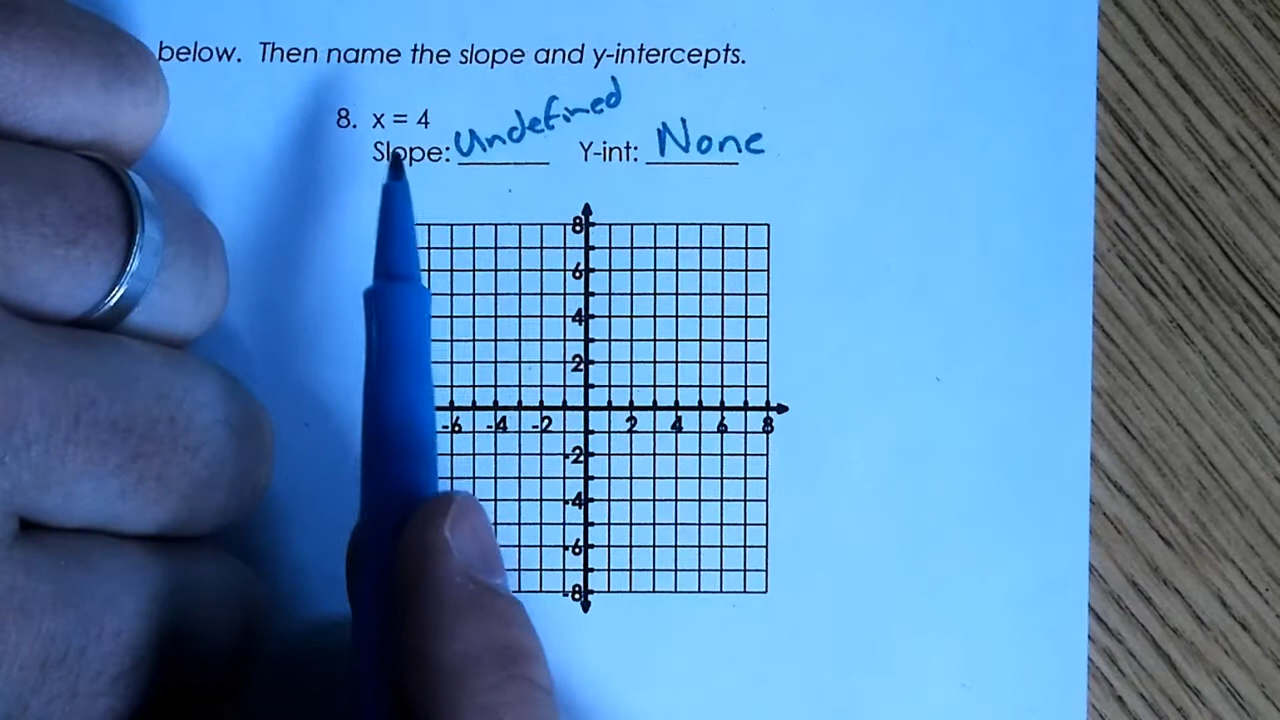 below. Then name the slope and y-intercepts.
8. x = 4
Slope: Undefined Y-int: None
8
6
4
2
-6 -4 -2 2 4 6 8
-2
-4
-6
-8